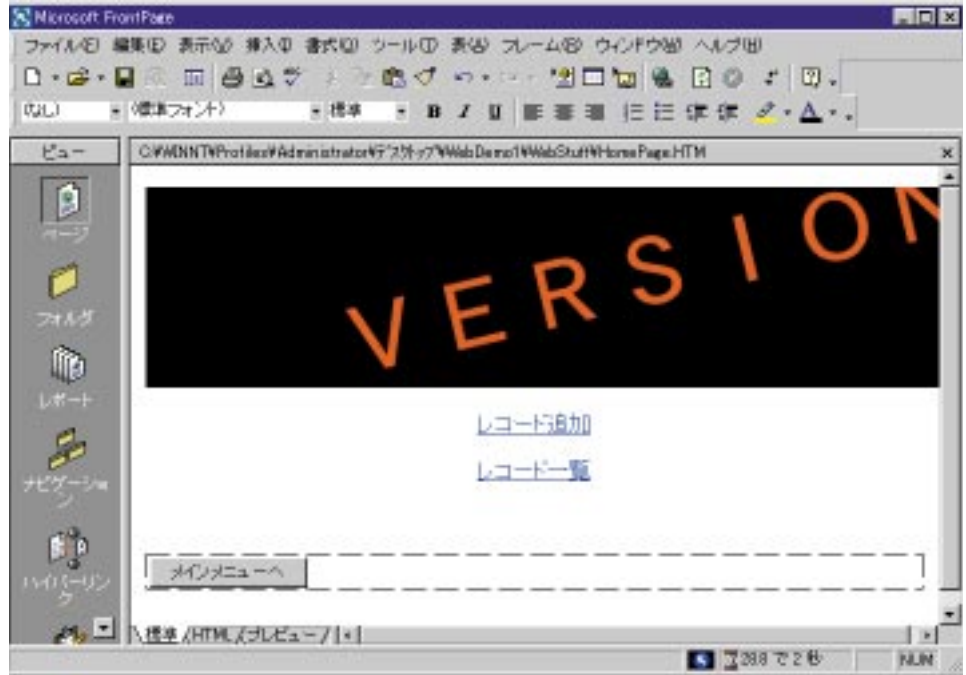 Microsoft FrontPage
ファイル(F) 編集(E) 表示(V) 挿入(I) 書式(O) ツール(T) 表(A) フレーム(R) ウィンドウ(W) ヘルプ(H)
(なし) (標準フォント) 標準 B I U A
ビュー C:¥WINNT¥Profiles¥Administrator¥デスクトップ¥WebDemo1¥WebStuff¥HomePage.HTM
ページ
VERSION
フォルダ
レポート
レコード追加
レコード一覧
ナビゲーション
メインメニューへ
ハイパーリンク
標準 HTML プレビュー
28.8 で 2 秒 NUM